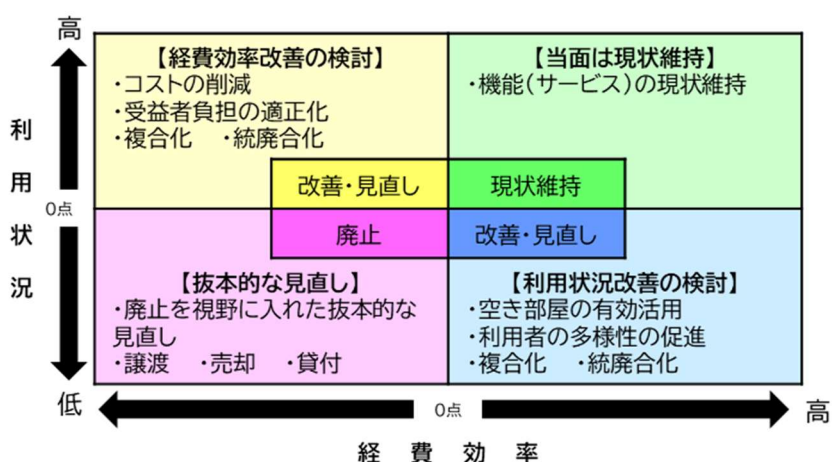 高
【経費効率改善の検討】
・コストの削減
・受益者負担の適正化
・複合化　・統廃合化
【当面は現状維持】
・機能(サービス)の現状維持
改善・見直し
現状維持
利用状況
0点
廃止
改善・見直し
【抜本的な見直し】
・廃止を視野に入れた抜本的な
見直し
・譲渡　・売却　・貸付
【利用状況改善の検討】
・空き部屋の有効活用
・利用者の多様性の促進
・複合化　・統廃合化
低
0点
高
経費効率